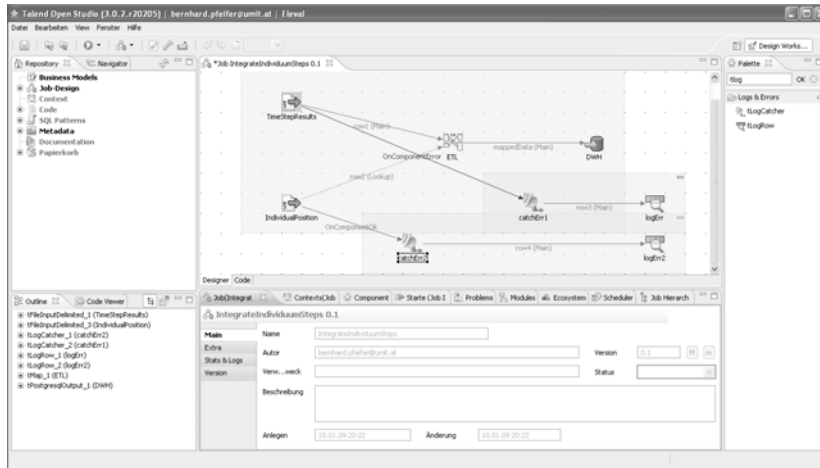 Talend Open Studio (3.0.2.r20205) | bernhard.pfeifer@umit.at | Eleval
Datei Bearbeiten View Fenster Hilfe
Design Works...
Repository
Navigator
Business Models
Job-Design
Context
Code
SQL Patterns
Metadata
Documentation
Papierkorb
*Job IntegrateIndividuumSteps 0.1
TimeStepResults
row1 (Main)
OnComponentError
ETL
mappedData (Main)
DWH
row2 (Lookup)
IndividualPosition
OnComponentOk
catchErr1
row3 (Main)
logErr
catchErr2
row4 (Main)
logErr2
Designer Code
Palette
tlog
OK
Logs & Errors
tLogCatcher
tLogRow
Outline
Code Viewer
tFileInputDelimited_1 (TimeStepResults)
tFileInputDelimited_3 (IndividualPosition)
tLogCatcher_1 (catchErr2)
tLogCatcher_2 (catchErr1)
tLogRow_1 (logErr)
tLogRow_2 (logErr2)
tMap_1 (ETL)
tPostgresqlOutput_1 (DWH)
Job(Integrat
Contexts(Job
Component
Starte (Job I
Problems
Modules
Ecosystem
Scheduler
Job Hierarch
IntegrateIndividuumSteps 0.1
Main
Extra
Stats & Logs
Version
Name
IntegrateIndividuumSteps
Autor
bernhard.pfeifer@umit.at
Version
0.1
M
m
Verw...weck
Status
Beschreibung
Anlegen
10.01.09 20:22
Änderung
10.01.09 20:22